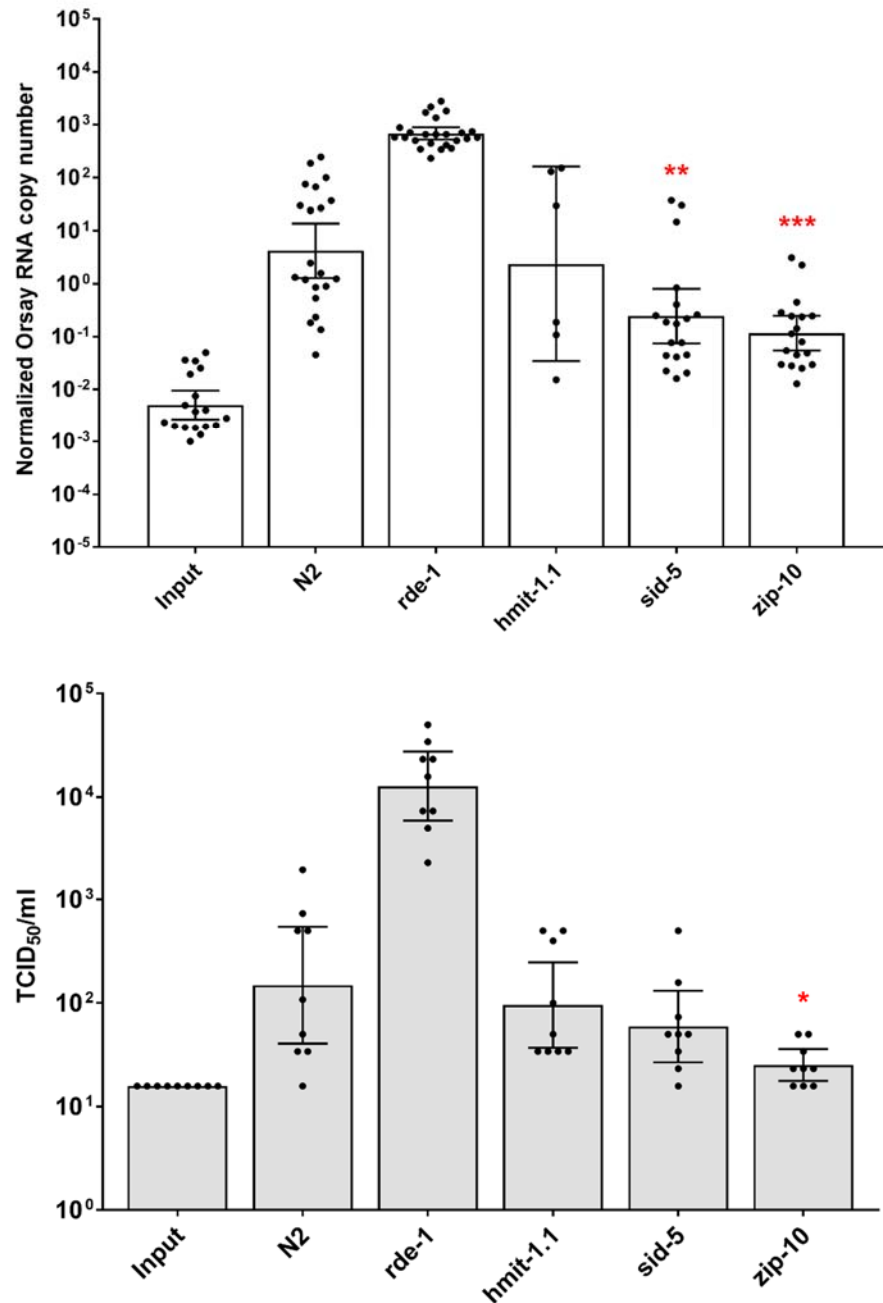 Normalized Orsay RNA copy number
10^5
10^4
10^3
10^2
10^1
10^0
10^-1
10^-2
10^-3
10^-4
10^-5
**
***
Input
N2
rde-1
hmit-1.1
sid-5
zip-10
TCID50/ml
10^5
10^4
10^3
10^2
10^1
10^0
*
Input
N2
rde-1
hmit-1.1
sid-5
zip-10